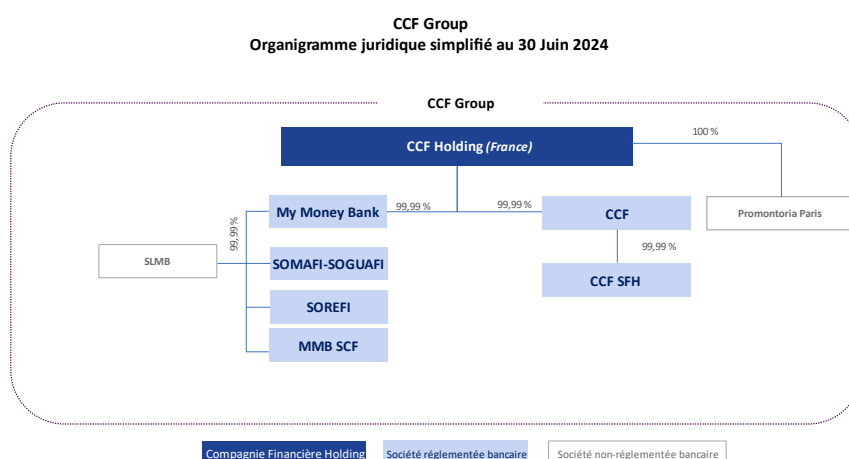 CCF Group
Organigramme juridique simplifié au 30 Juin 2024
CCF Group
CCF Holding (France)
100 %
My Money Bank
99,99 %
99,99 %
CCF
Promontoria Paris
99,99 %
SLMB
SOMAFI-SOGUAFI
99,99 %
CCF SFH
SOREFI
MMB SCF
Compagnie Financière Holding
Société réglementée bancaire
Société non-réglementée bancaire